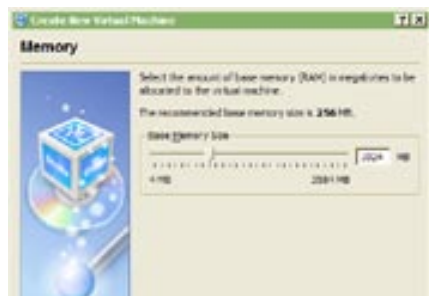 Create New Virtual Machine
Memory
Select the amount of base memory (RAM) in megabytes to be
allocated to the virtual machine.
The recommended base memory size is 256 MB.
Base Memory Size
1024 MB
4 MB